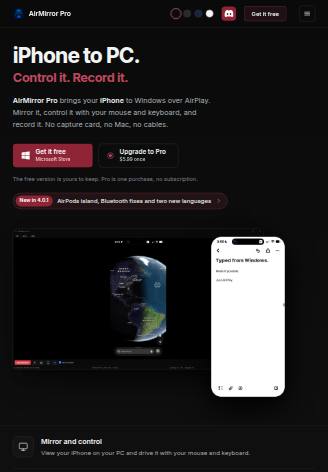 AirMirror Pro
Get it free
iPhone to PC.
Control it. Record it.
AirMirror Pro brings your iPhone to Windows over AirPlay.
Mirror it, control it with your mouse and keyboard, and
record it. No capture card, no Mac, no cables.
Get it free
Microsoft Store
Upgrade to Pro
$5.99 once
The free version is yours to keep. Pro is one purchase, no subscription.
New in 4.0.1 AirPods island, Bluetooth fixes and two new languages
Typed from Windows.
Mirror and control
View your iPhone on your PC and drive it with your mouse and keyboard.